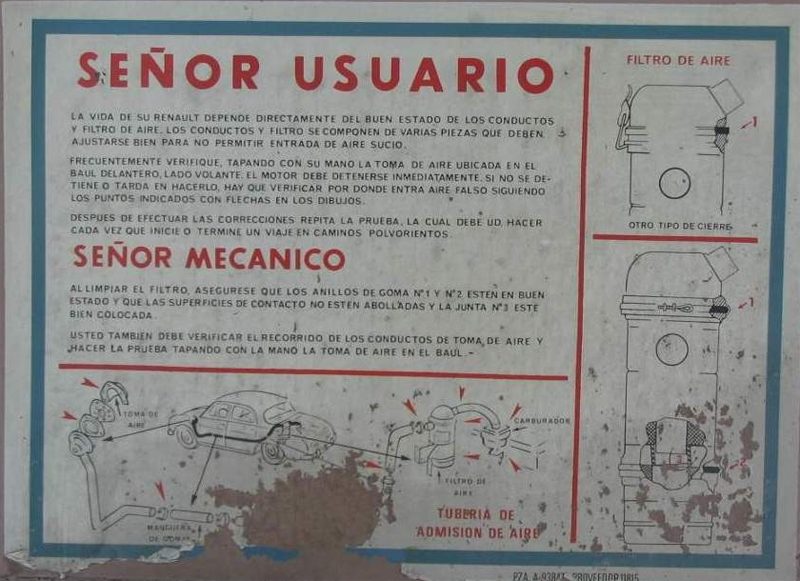 SEÑOR USUARIO
LA VIDA DE SU RENAULT DEPENDE DIRECTAMENTE DEL BUEN ESTADO DE LOS CONDUCTOS
Y FILTRO DE AIRE. LOS CONDUCTOS Y FILTRO SE COMPONEN DE VARIAS PIEZAS QUE DEBEN
AJUSTARSE BIEN PARA NO PERMITIR ENTRADA DE AIRE SUCIO.
FRECUENTEMENTE VERIFIQUE, TAPANDO CON SU MANO LA TOMA DE AIRE UBICADA EN EL
BAUL DELANTERO, LADO VOLANTE. EL MOTOR DEBE DETENERSE INMEDIATAMENTE. SI NO SE DE-
TIENE O TARDA EN HACERLO, HAY QUE VERIFICAR POR DONDE ENTRA AIRE FALSO SIGUIENDO
LOS PUNTOS INDICADOS CON FLECHAS EN LOS DIBUJOS.
DESPUES DE EFECTUAR LAS CORRECCIONES REPITA LA PRUEBA, LA CUAL DEBE UD. HACER
CADA VEZ QUE INICIE O TERMINE UN VIAJE EN CAMINOS POLVORIENTOS.
SEÑOR MECANICO
AL LIMPIAR EL FILTRO, ASEGURESE QUE LOS ANILLOS DE GOMA N°1 Y N°2 ESTEN EN BUEN
ESTADO Y QUE LAS SUPERFICIES DE CONTACTO NO ESTEN ABOLLADAS Y LA JUNTA N°3 ESTE
BIEN COLOCADA
USTED TAMBIEN DEBE VERIFICAR EL RECORRIDO DE LOS CONDUCTOS DE TOMA DE AIRE Y
HACER LA PRUEBA TAPANDO CON LA MANO LA TOMA DE AIRE EN EL BAUL.-
TOMA DE
AIRE
MANGUERA
DE GOMA
CARBURADOR
FILTRO DE
AIRE
TUBERIA DE
ADMISION DE AIRE
FILTRO DE AIRE
1
OTRO TIPO DE CIERRE
1
3
2
PZA